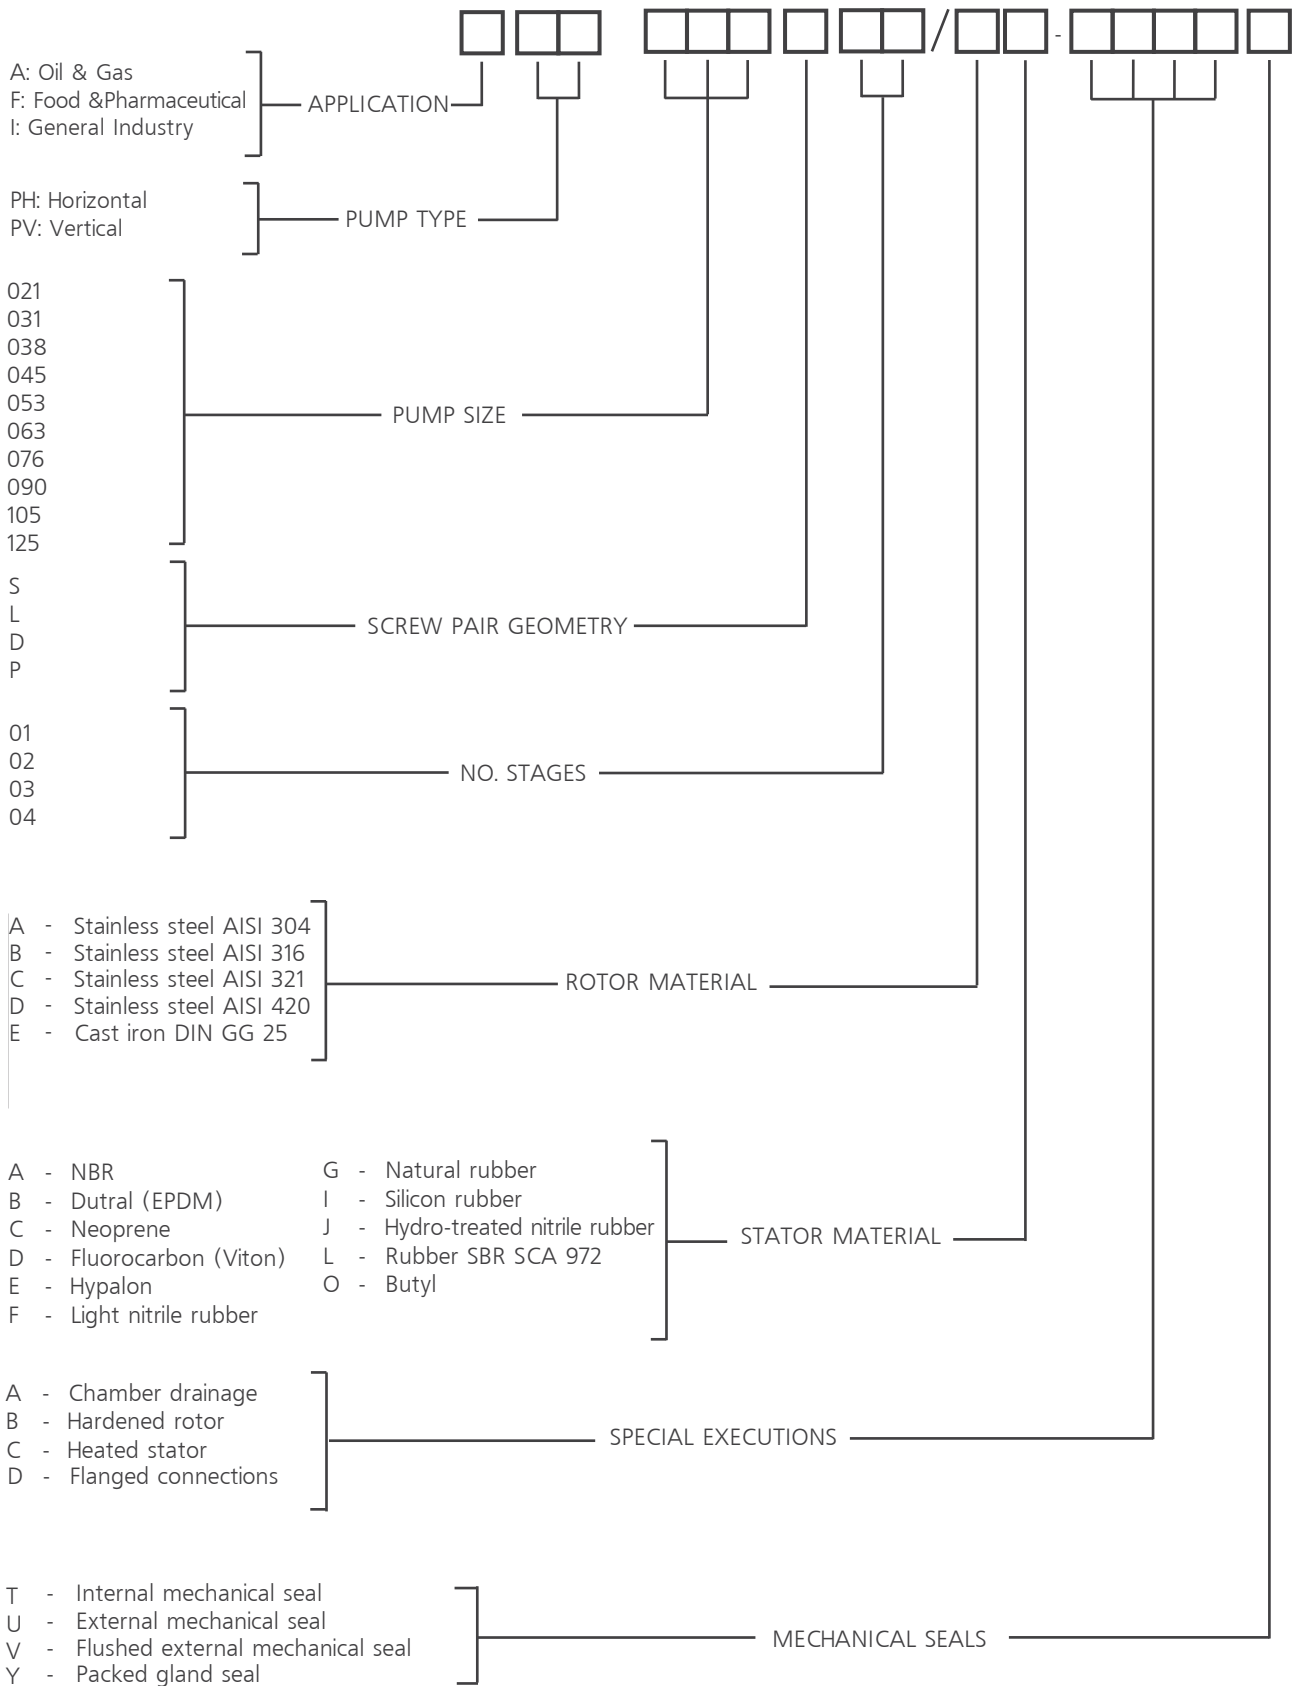 / -
A: Oil & Gas
F: Food &Pharmaceutical
I: General Industry
APPLICATION
PH: Horizontal
PV: Vertical
PUMP TYPE
021
031
038
045
053
063
076
090
105
125
PUMP SIZE
S
L
D
P
SCREW PAIR GEOMETRY
01
02
03
04
NO. STAGES
A - Stainless steel AISI 304
B - Stainless steel AISI 316
C - Stainless steel AISI 321
D - Stainless steel AISI 420
E - Cast iron DIN GG 25
ROTOR MATERIAL
A - NBR
B - Dutral (EPDM)
C - Neoprene
D - Fluorocarbon (Viton)
E - Hypalon
F - Light nitrile rubber
G - Natural rubber
I - Silicon rubber
J - Hydro-treated nitrile rubber
L - Rubber SBR SCA 972
O - Butyl
STATOR MATERIAL
A - Chamber drainage
B - Hardened rotor
C - Heated stator
D - Flanged connections
SPECIAL EXECUTIONS
T - Internal mechanical seal
U - External mechanical seal
V - Flushed external mechanical seal
Y - Packed gland seal
MECHANICAL SEALS